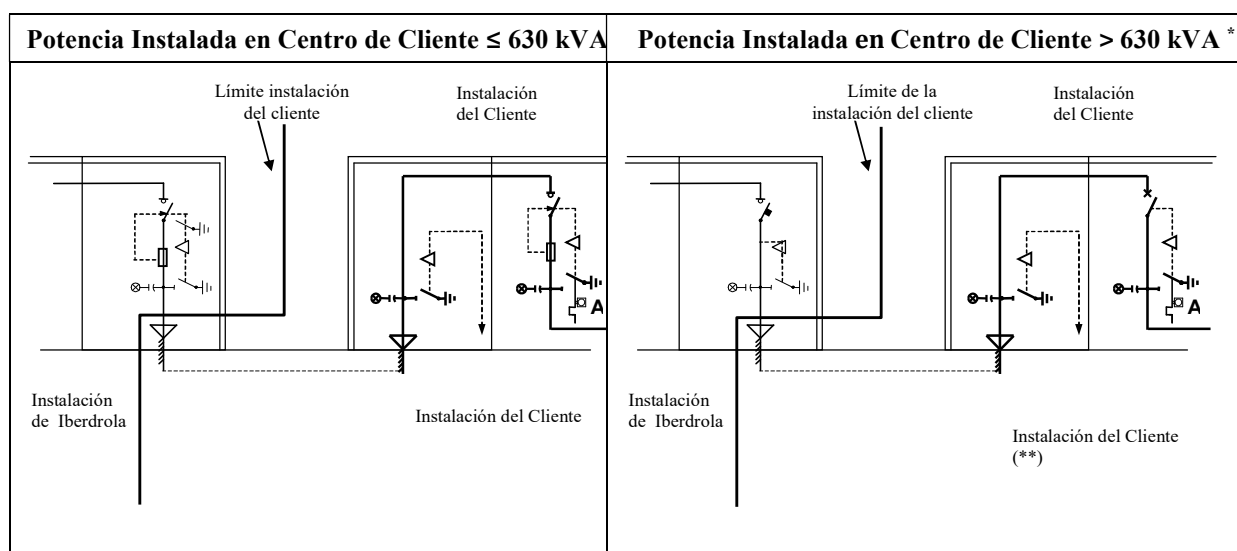 Potencia Instalada en Centro de Cliente ≤ 630 kVA
Potencia Instalada en Centro de Cliente > 630 kVA *
Límite instalación
del cliente
Instalación
del Cliente
A
Instalación
de Iberdrola
Instalación del Cliente
Límite de la
instalación del cliente
Instalación
del Cliente
A
Instalación
de Iberdrola
Instalación del Cliente
(**)